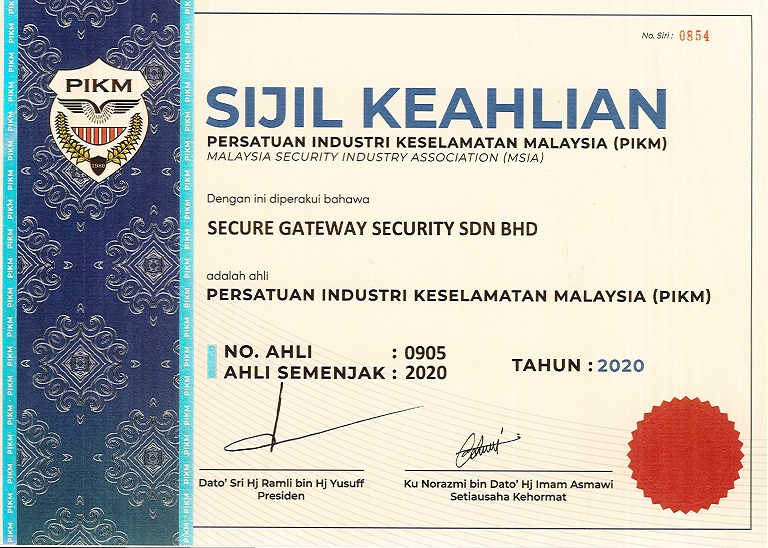 No. Siri : 0854
PIKM
1980
SIJIL KEAHLIAN
PERSATUAN INDUSTRI KESELAMATAN MALAYSIA (PIKM)
MALAYSIA SECURITY INDUSTRY ASSOCIATION (MSIA)
Dengan ini diperakui bahawa
SECURE GATEWAY SECURITY SDN BHD
adalah ahli
PERSATUAN INDUSTRI KESELAMATAN MALAYSIA (PIKM)
NO. AHLI : 0905
AHLI SEMENJAK : 2020
TAHUN : 2020
Dato' Sri Hj Ramli bin Hj Yusuff
Presiden
Ku Norazmi bin Dato' Hj Imam Asmawi
Setiausaha Kehormat